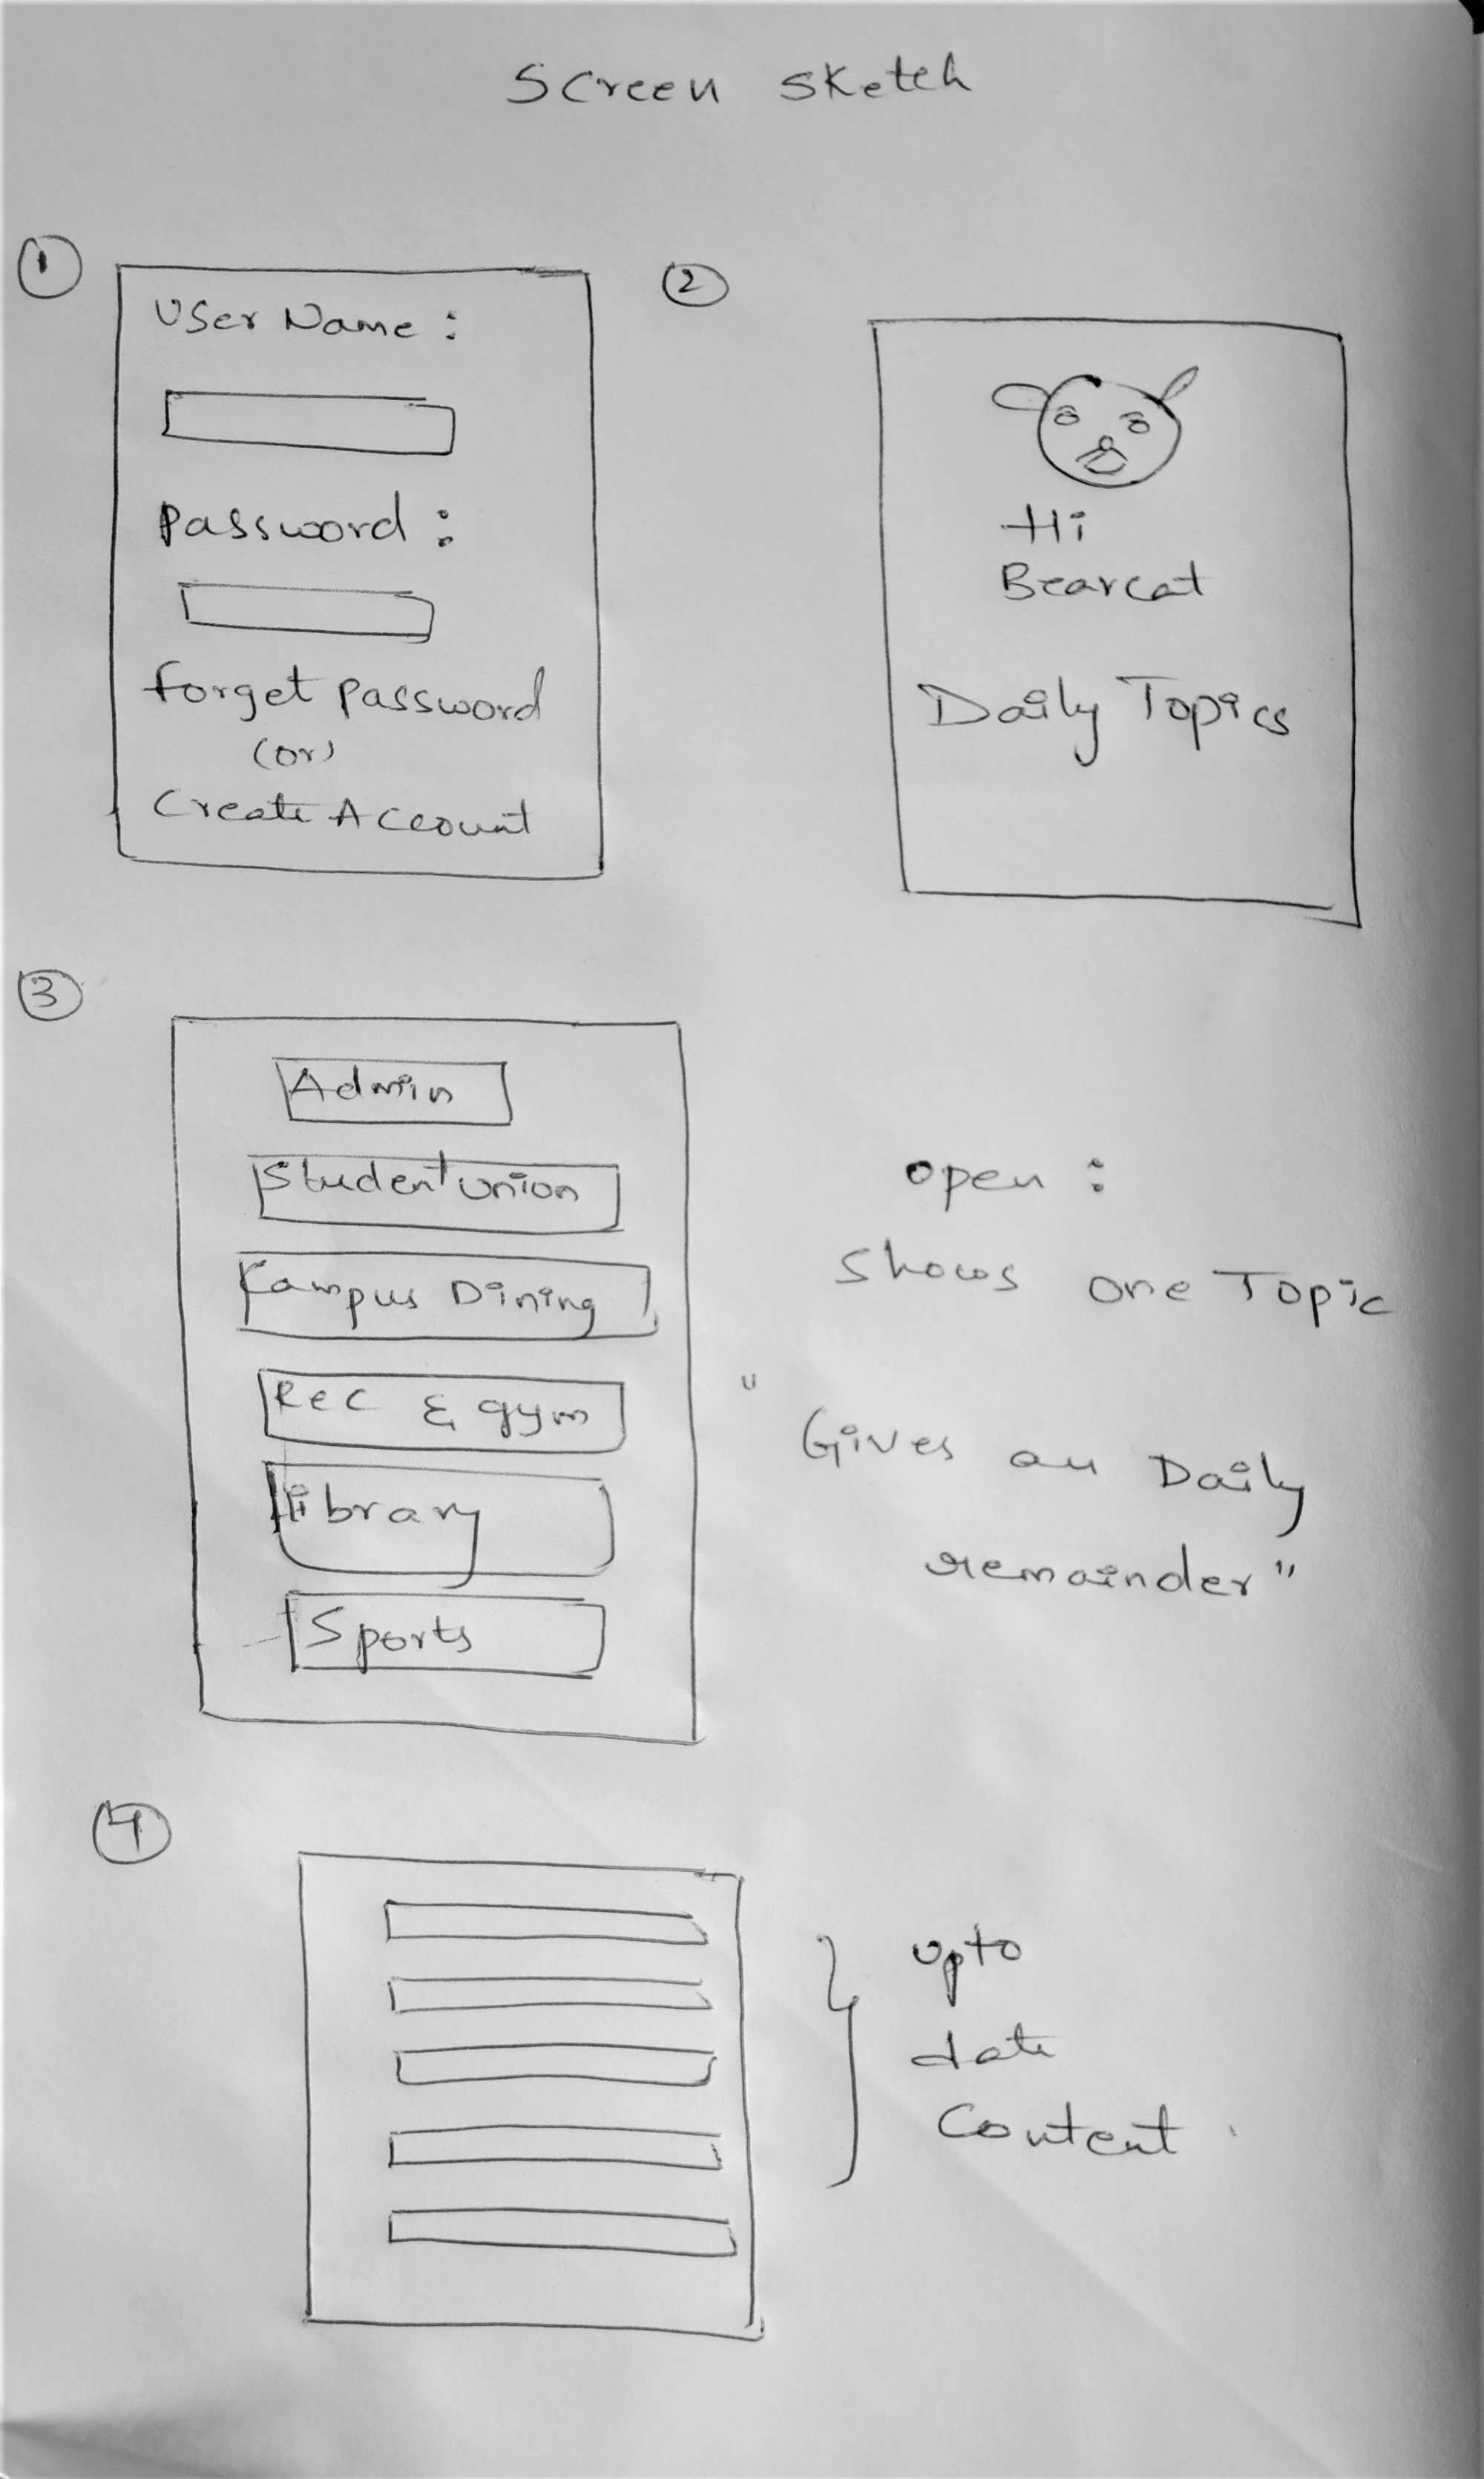 Screen Sketch
1
User Name :
Password :
forget password
(or)
Create Account
2
Hi
Bearcat
Daily Topics
3
Admin
Student union
Campus Dining
Rec & gym
library
Sports
open :
Shows one Topic
" Gives an Daily
remainder"
4
upto
date
Content